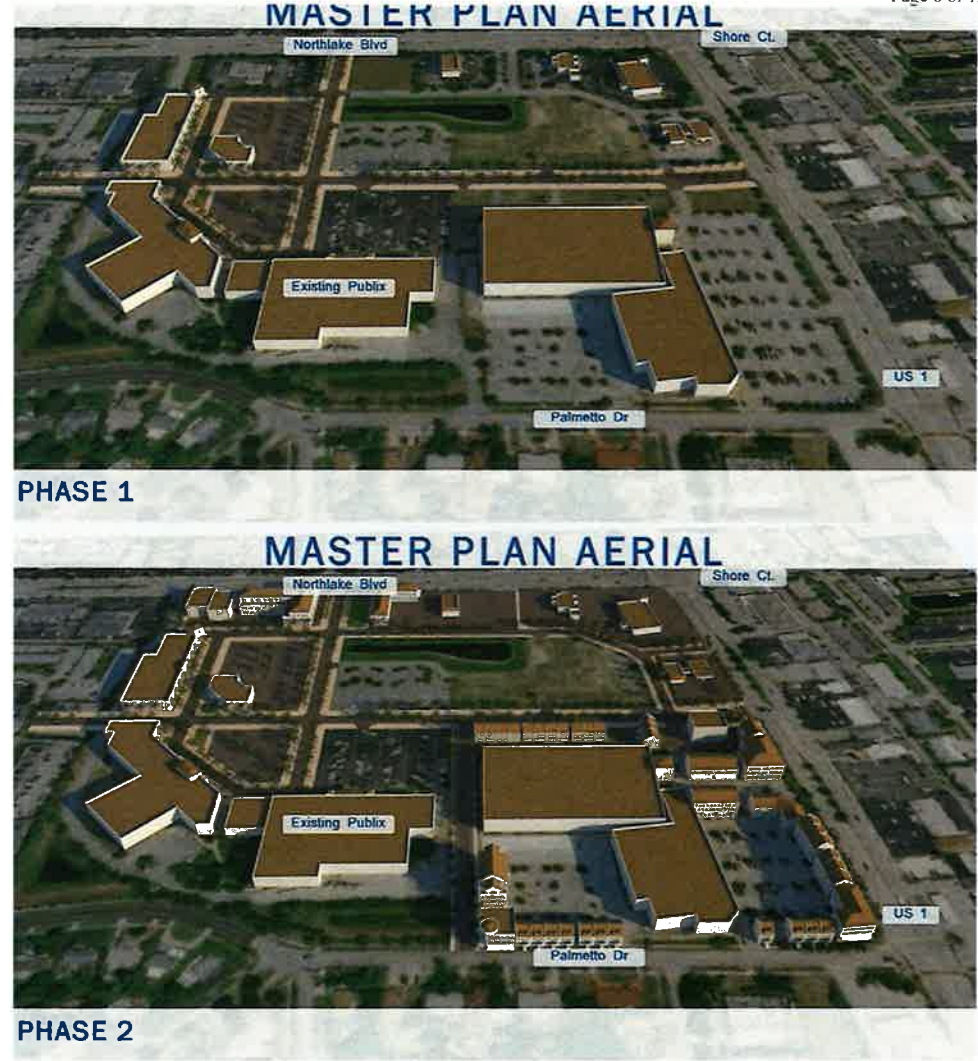 MASTER PLAN AERIAL
Northlake Blvd
Shore Ct.
Existing Publix
US 1
Palmetto Dr
PHASE 1
MASTER PLAN AERIAL
Northlake Blvd
Shore Ct.
Existing Publix
US 1
Palmetto Dr
PHASE 2